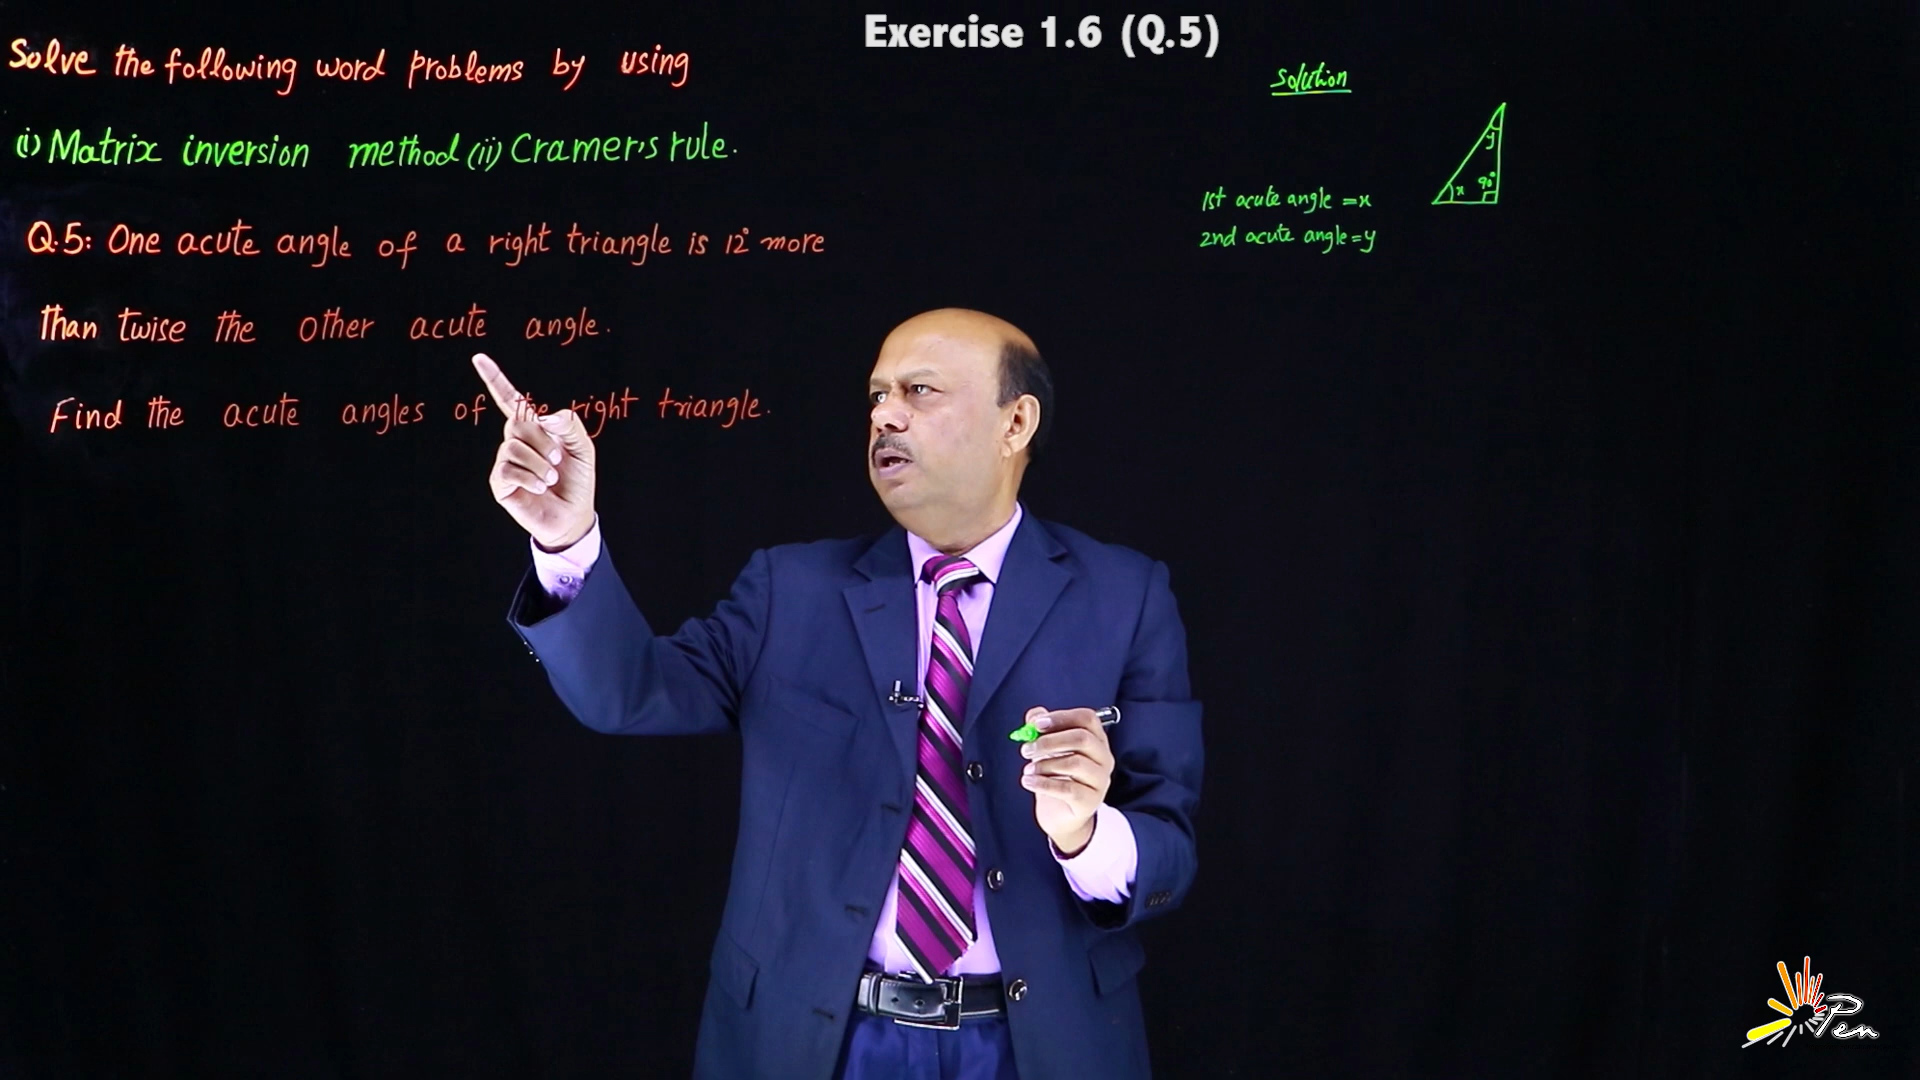 Exercise 1.6 (Q.5)
Solve the following word problems by using
(i) Matrix inversion method (ii) Cramer's rule.
Q.5: One acute angle of a right triangle is 12° more
than twise the other acute angle.
Find the acute angles of the right triangle.
Solution
y
x 90°
1st acute angle = x
2nd acute angle = y
Pen